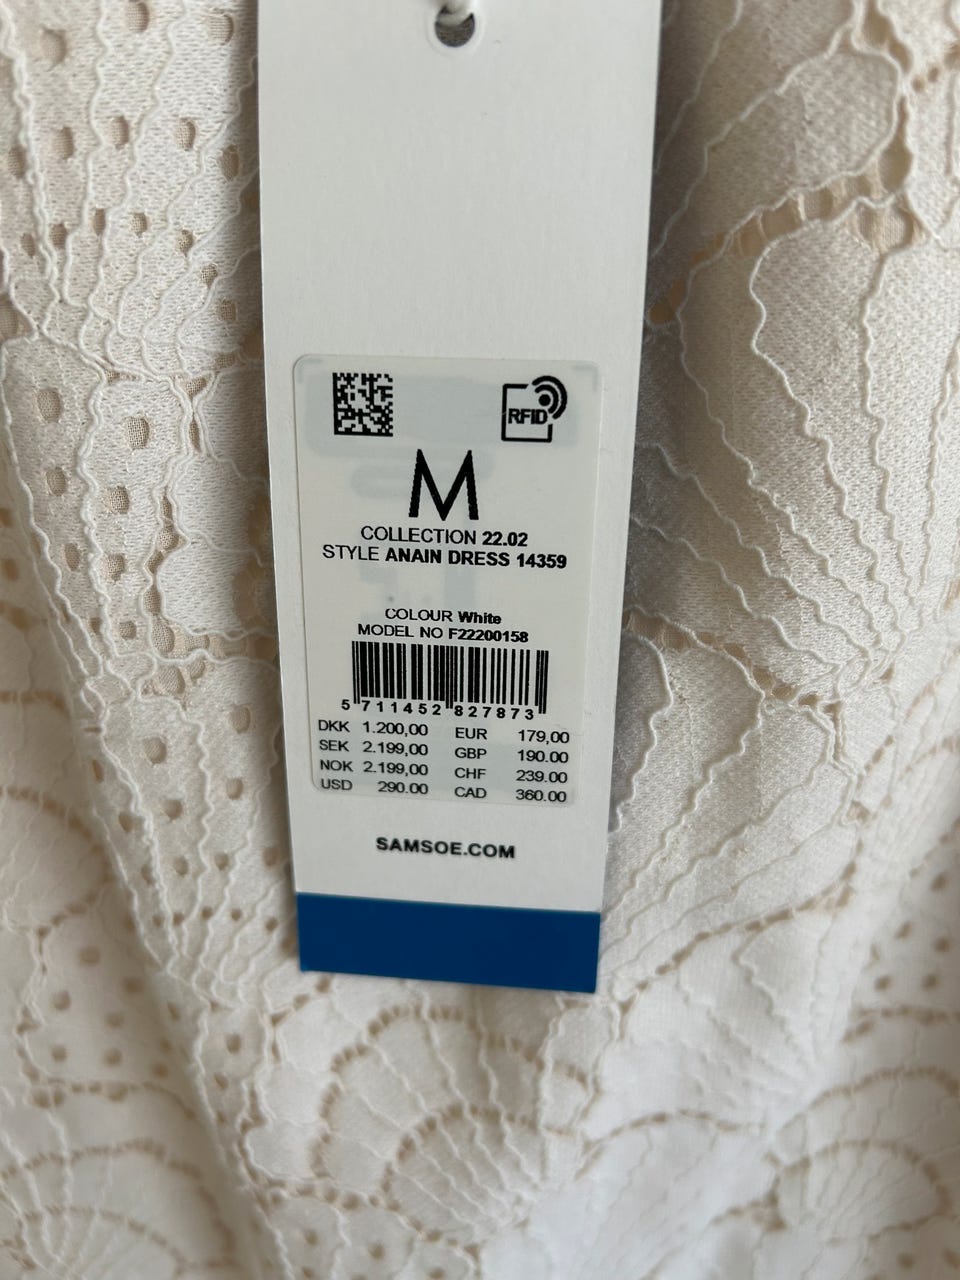 RFID
M
COLLECTION 22.02
STYLE ANAIN DRESS 14359
COLOUR White
MODEL NO F22200158
5 711452 827873
DKK 1.200,00 EUR 179,00
SEK 2.199,00 GBP 190.00
NOK 2.199,00 CHF 239.00
USD 290.00 CAD 360.00
SAMSOE.COM